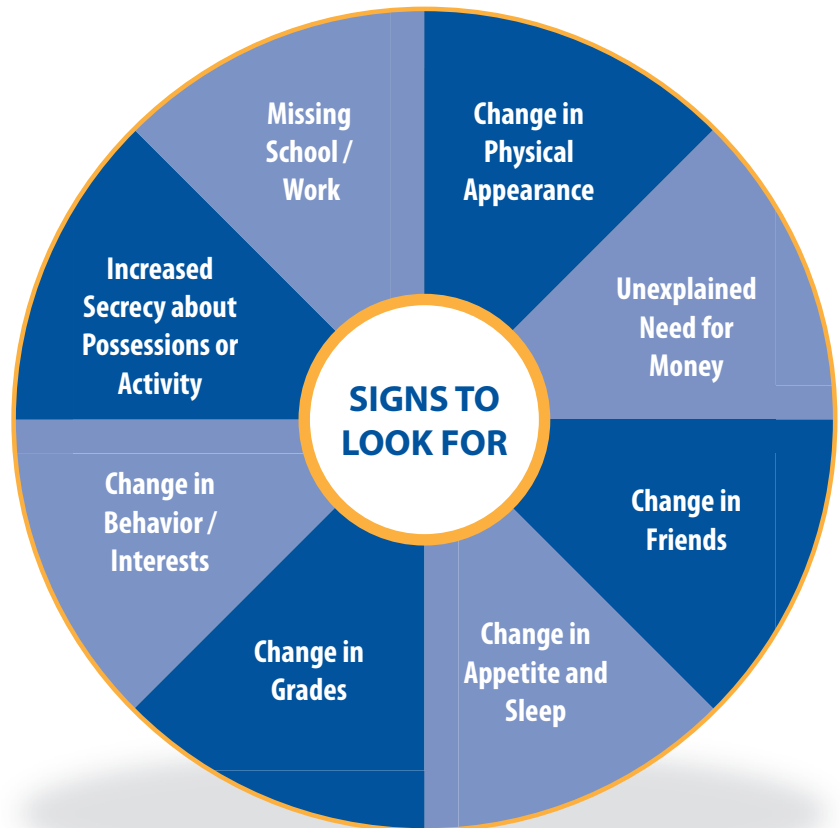 SIGNS TO
LOOK FOR
Change in
Physical
Appearance
Unexplained
Need for
Money
Change in
Friends
Change in
Appetite and
Sleep
Change in
Grades
Change in
Behavior /
Interests
Increased
Secrecy about
Possessions or
Activity
Missing
School /
Work